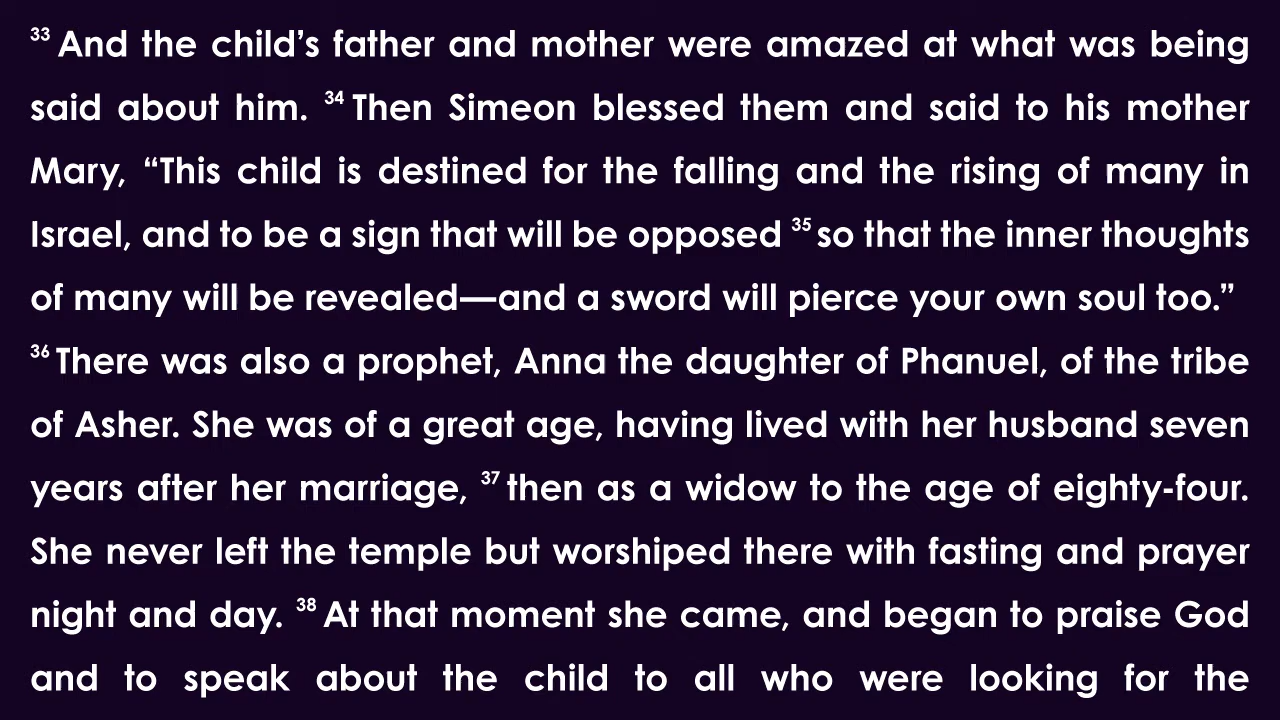 33 And the child’s father and mother were amazed at what was being
said about him. 34 Then Simeon blessed them and said to his mother
Mary, “This child is destined for the falling and the rising of many in
Israel, and to be a sign that will be opposed 35 so that the inner thoughts
of many will be revealed—and a sword will pierce your own soul too.”
36 There was also a prophet, Anna the daughter of Phanuel, of the tribe
of Asher. She was of a great age, having lived with her husband seven
years after her marriage, 37 then as a widow to the age of eighty-four.
She never left the temple but worshiped there with fasting and prayer
night and day. 38 At that moment she came, and began to praise God
and to speak about the child to all who were looking for the